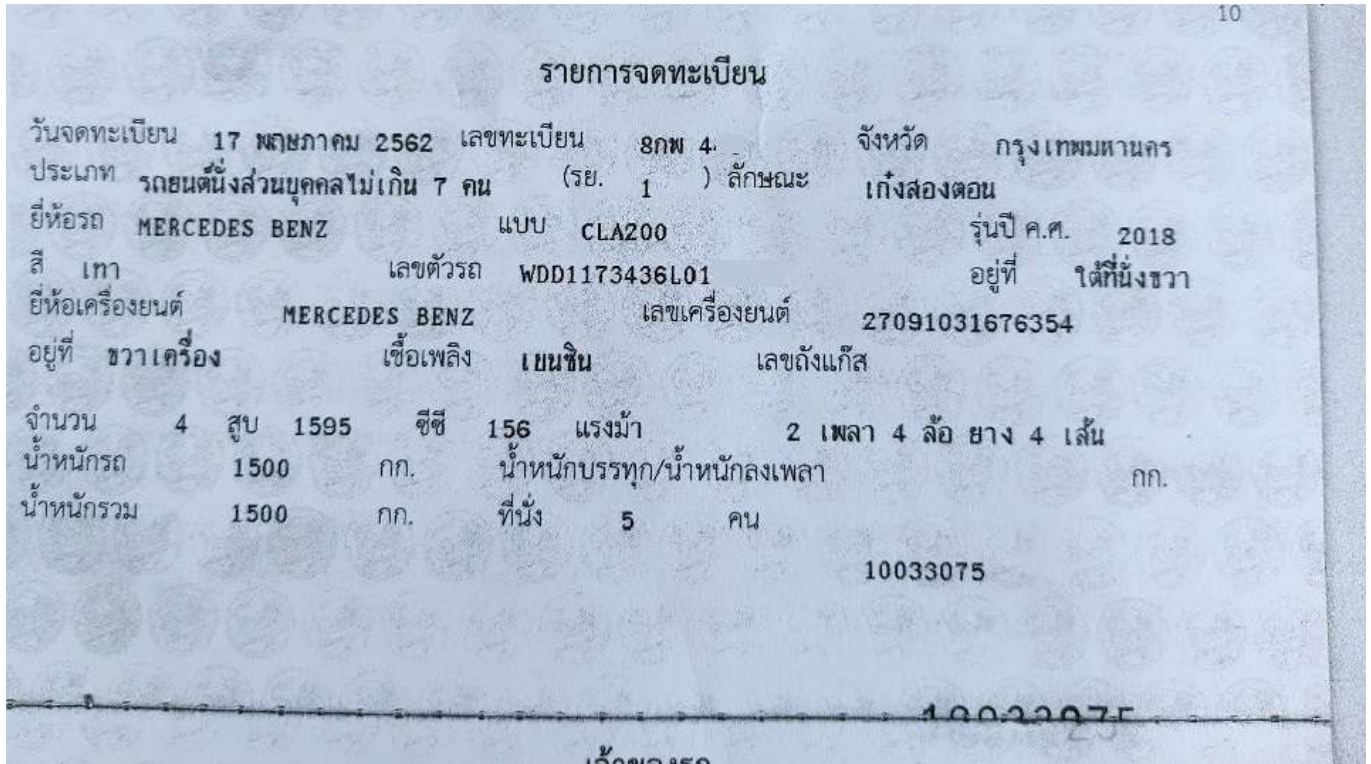 10
รายการจดทะเบียน
วันจดทะเบียน 17 พฤษภาคม 2562 เลขทะเบียน 8กพ 4 จังหวัด กรุงเทพมหานคร
ประเภท รถยนต์นั่งส่วนบุคคลไม่เกิน 7 คน (รย. 1 ) ลักษณะ เก๋งสองตอน
ยี่ห้อรถ MERCEDES BENZ แบบ CLA200 รุ่นปี ค.ศ. 2018
สี เทา เลขตัวรถ WDD1173436L01 อยู่ที่ ใต้ที่นั่งขวา
ยี่ห้อเครื่องยนต์ MERCEDES BENZ เลขเครื่องยนต์ 27091031676354
อยู่ที่ ขวาเครื่อง เชื้อเพลิง เบนซิน เลขถังแก๊ส
จำนวน 4 สูบ 1595 ซีซี 156 แรงม้า 2 เพลา 4 ล้อ ยาง 4 เส้น
น้ำหนักรถ 1500 กก. น้ำหนักบรรทุก/น้ำหนักลงเพลา กก.
น้ำหนักรวม 1500 กก. ที่นั่ง 5 คน
10033075